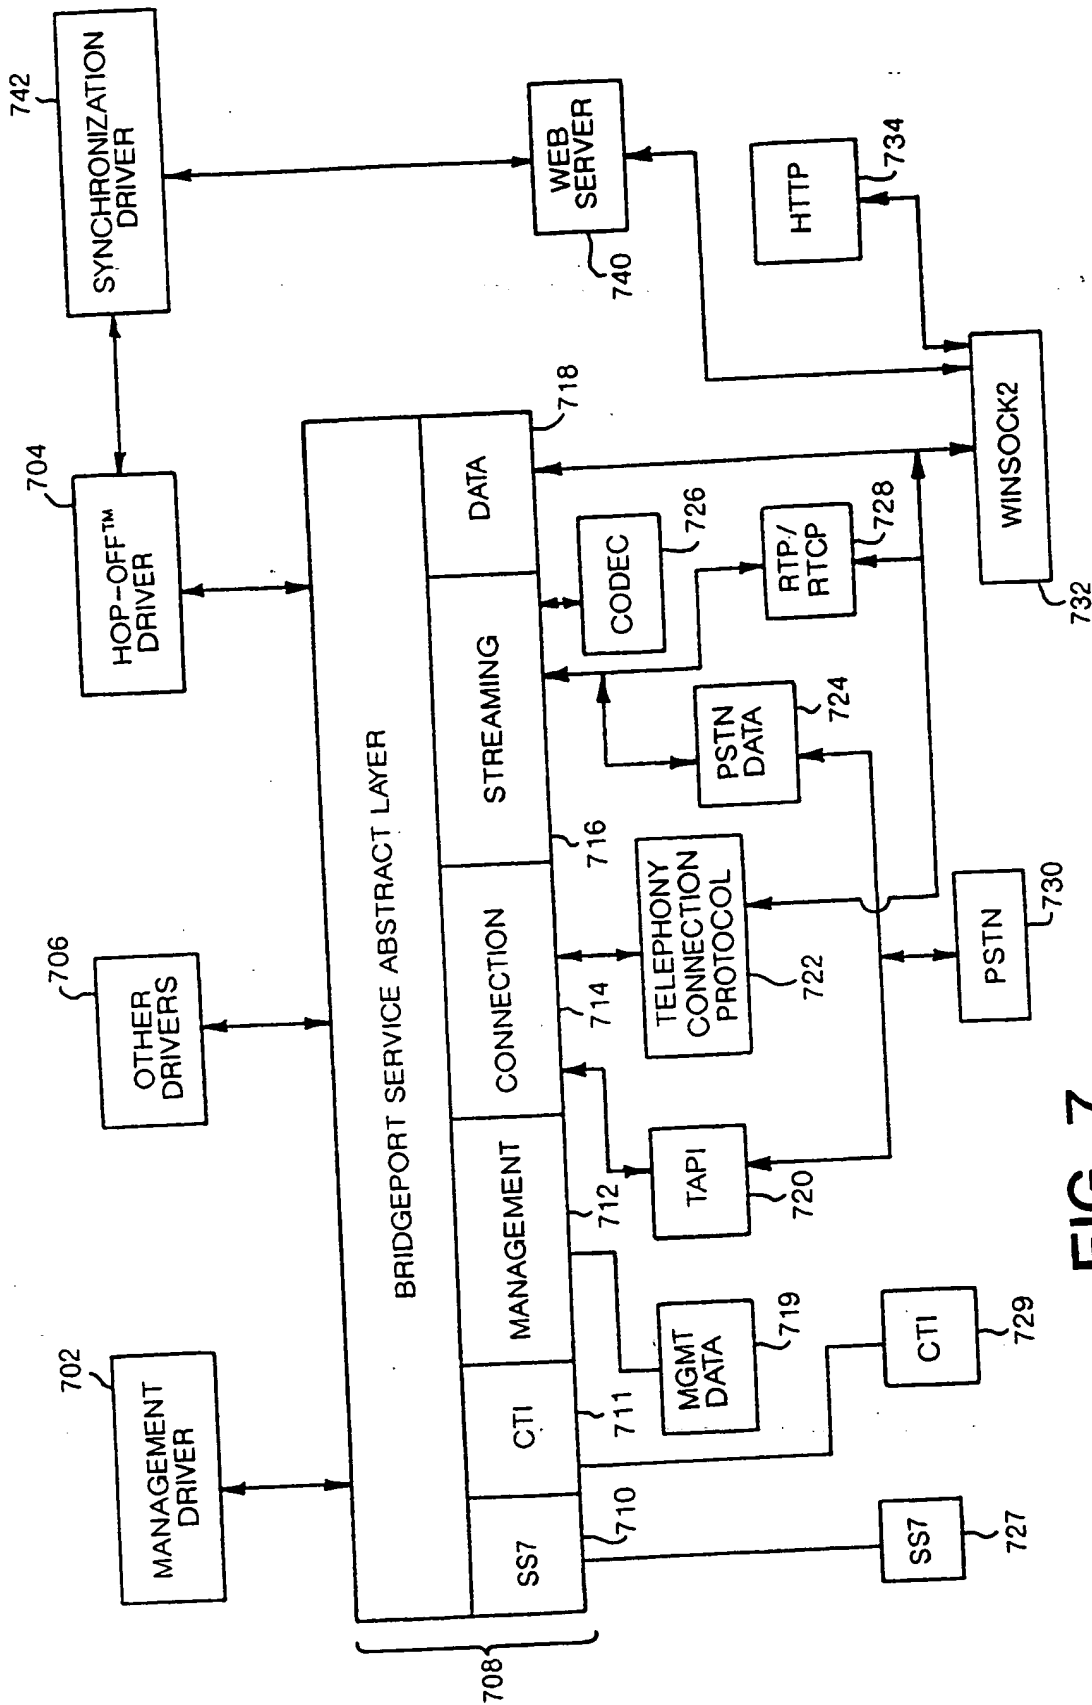 742
SYNCHRONIZATION
DRIVER
704
HOP-OFF™
DRIVER
706
OTHER
DRIVERS
702
MANAGEMENT
DRIVER
BRIDGEPORT SERVICE ABSTRACT LAYER
708
SS7
CTI
MANAGEMENT
CONNECTION
STREAMING
DATA
710
711
712
714
716
718
WEB
SERVER
740
HTTP
734
CODEC
726
RTP/
RTCP
728
PSTN
DATA
724
TELEPHONY
CONNECTION
PROTOCOL
722
TAPI
720
MGMT
DATA
719
SS7
727
CTI
729
PSTN
730
WINSOCK2
732
FIG. 7